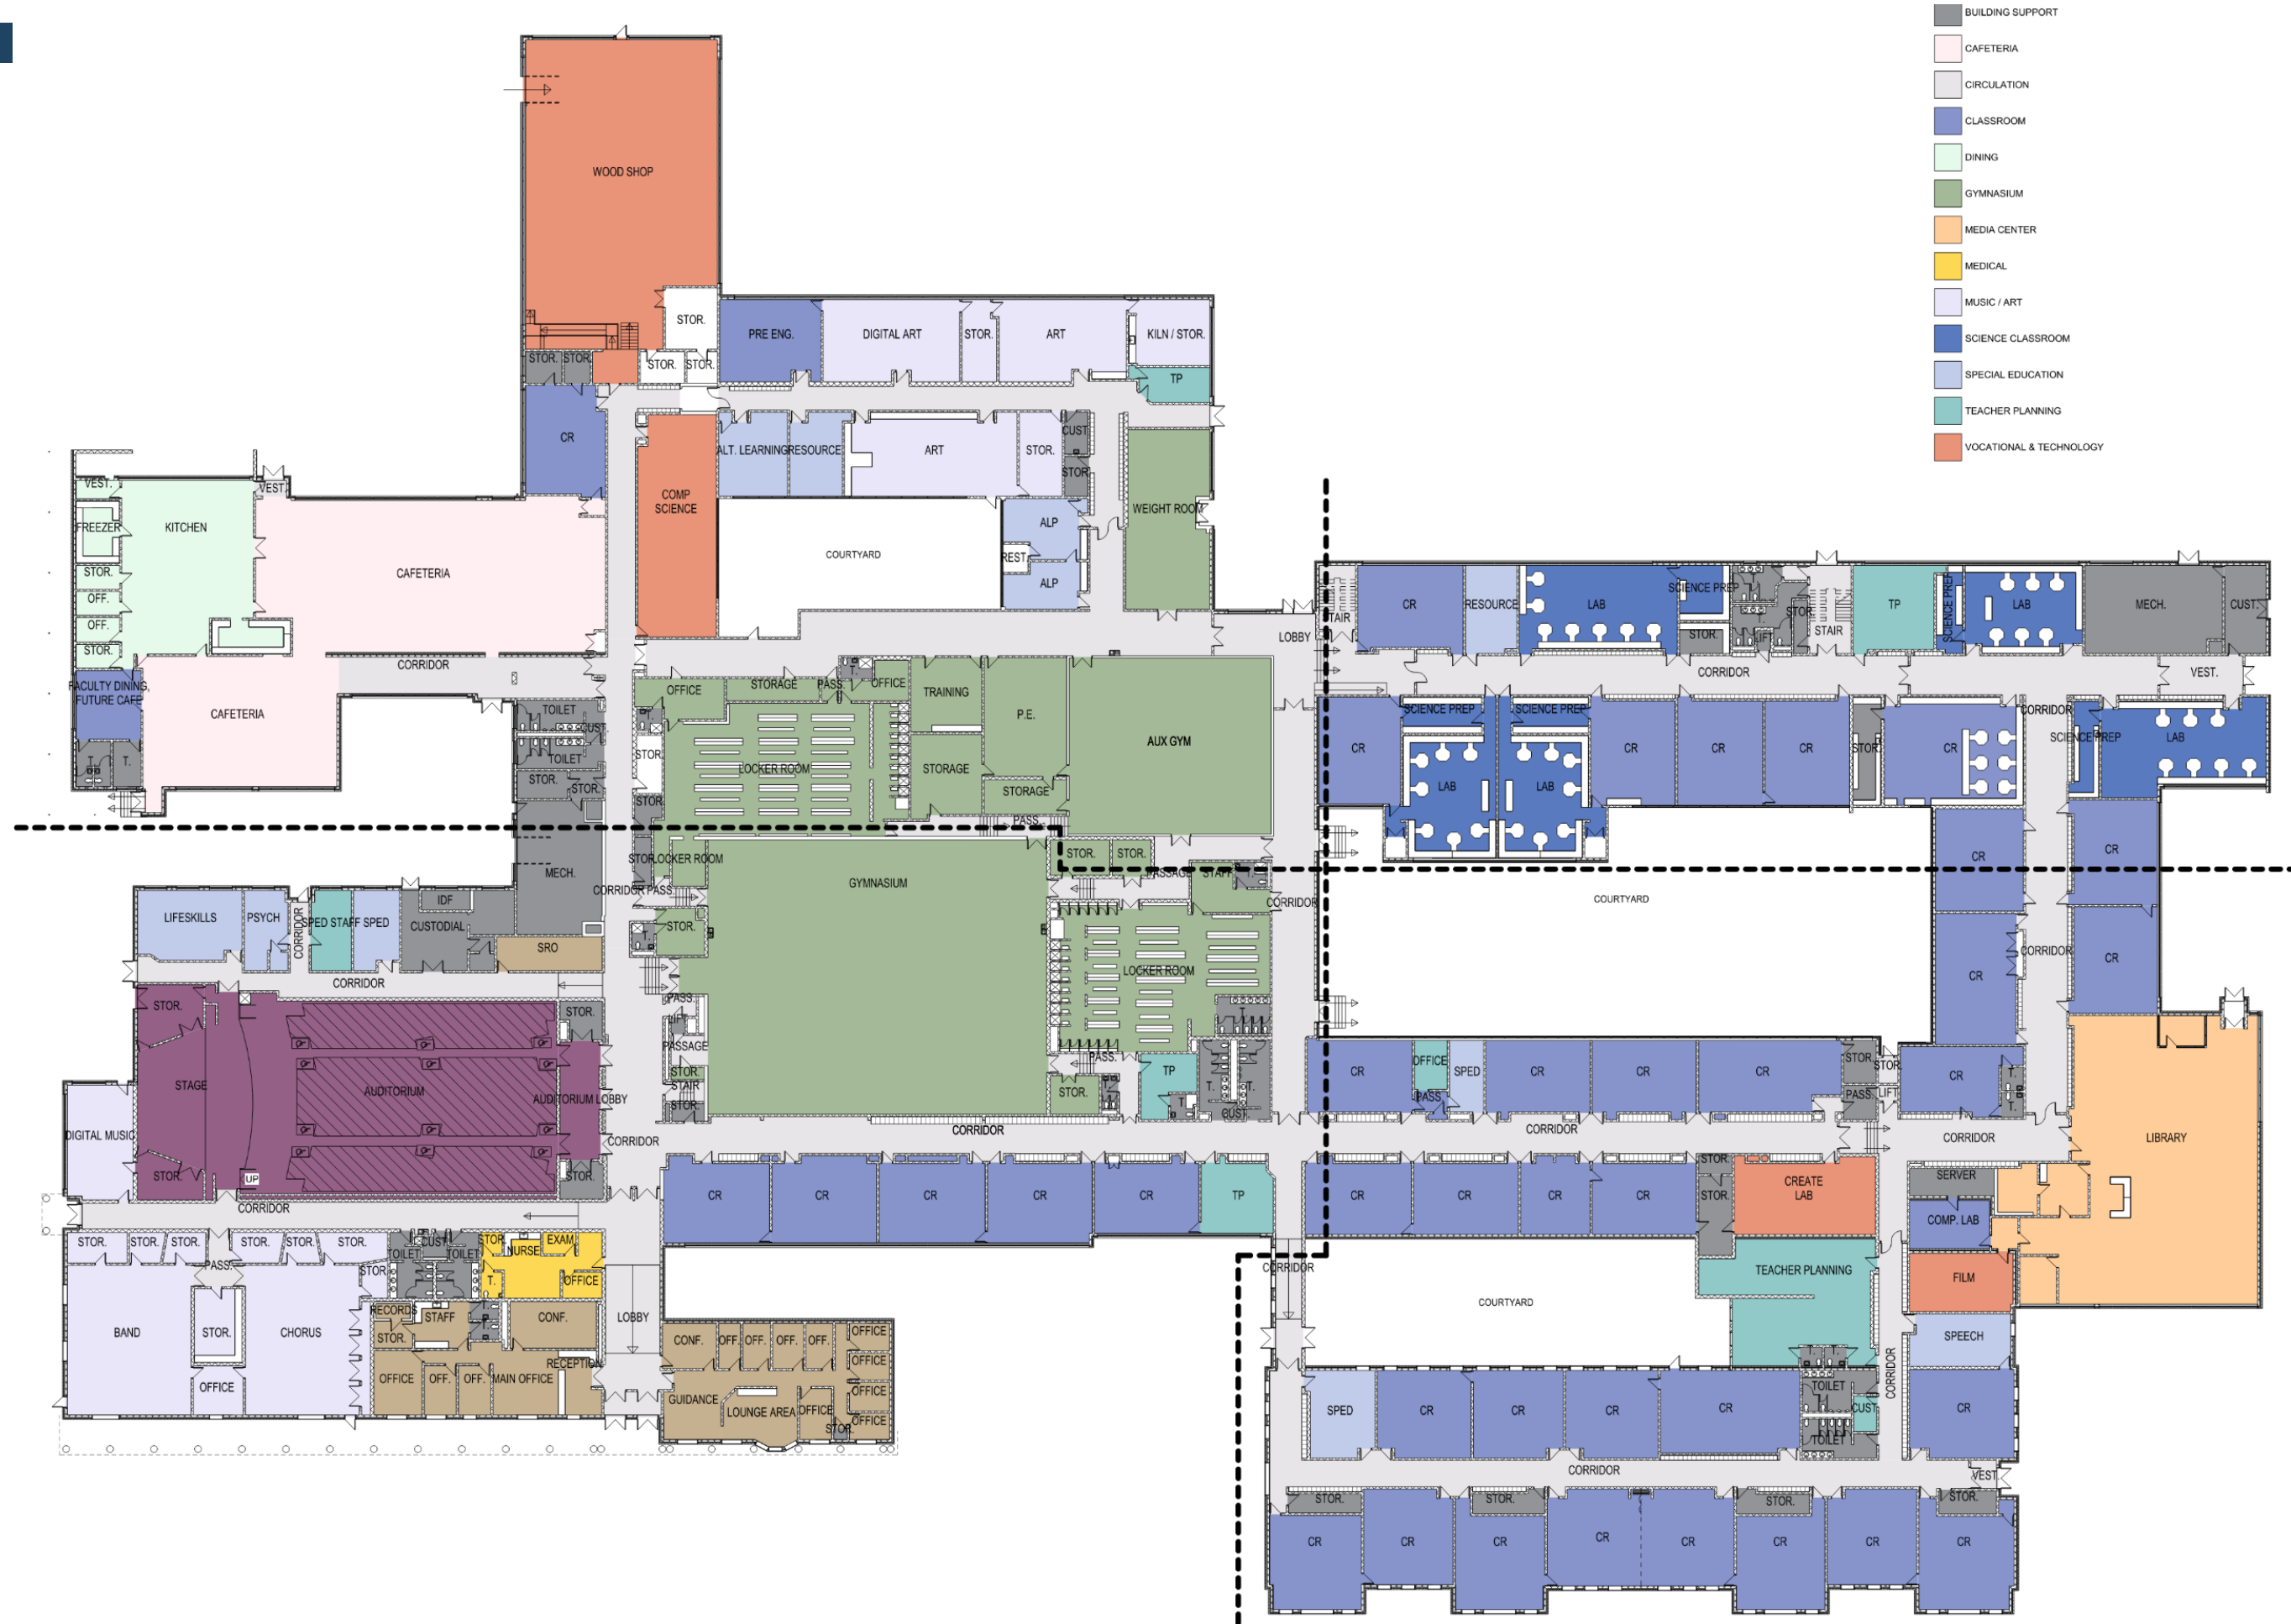 BUILDING SUPPORT
CAFETERIA
CIRCULATION
CLASSROOM
DINING
GYMNASIUM
MEDIA CENTER
MEDICAL
MUSIC / ART
SCIENCE CLASSROOM
SPECIAL EDUCATION
TEACHER PLANNING
VOCATIONAL & TECHNOLOGY
WOOD SHOP
STOR.
STOR. STOR. STOR. STOR.
PRE ENG.
DIGITAL ART
STOR.
ART
KILN / STOR.
TP
CR
COMP
SCIENCE
ALT. LEARNING
RESOURCE
ART
STOR.
CUST
STOR.
WEIGHT ROOM
COURTYARD
ALP
REST.
ALP
VEST.
VEST.
FREEZER
KITCHEN
STOR.
OFF.
OFF.
STOR.
CAFETERIA
CORRIDOR
FACULTY DINING,
FUTURE CAFE
CAFETERIA
T.
T.
TOILET
CUST.
TOILET
STOR.
STOR.
MECH.
OFFICE
STORAGE
PASS.
T.
OFFICE
TRAINING
P.E.
AUX GYM
T.
STOR.
LOCKER ROOM
STORAGE
STORAGE
STOR.
PASS.
LOBBY
STAIR
CR
RESOURCE
LAB
SCIENCE PREP
STOR.
T.
T.
LIFT
STOR.
STAIR
TP
SCIENCE PREP
LAB
MECH.
CUST.
CORRIDOR
VEST.
CR
SCIENCE PREP
SCIENCE PREP
LAB
LAB
CR
CR
CR
STOR.
CR
CORRIDOR
SCIENCE PREP
LAB
CR
CR
STOR.
LOCKER ROOM
CORRIDOR
PASS.
STOR.
T.
GYMNASIUM
STOR.
STOR.
PASSAGE
STAFF
T.
CORRIDOR
LOCKER ROOM
T.
COURTYARD
CR
CORRIDOR
CR
LIFESKILLS
PSYCH
CORRIDOR
SPED STAFF
SPED
IDF
CUSTODIAL
SRO
CORRIDOR
STOR.
STAGE
STOR.
UP
AUDITORIUM
STOR.
AUDITORIUM LOBBY
STOR.
DIGITAL MUSIC
CORRIDOR
PASS.
LIFT
PASSAGE
STOR.
STAIR
STOR.
PASS.
STOR.
TP
T.
T.
T.
CUST.
CORRIDOR
CORRIDOR
CR
OFFICE
PASS
SPED
CR
CR
CR
STOR.
PASS.
STOR.
LIFT
CR
T.
T.
CORRIDOR
CORRIDOR
LIBRARY
CR
CR
CR
CR
CR
TP
CR
CR
CR
CR
STOR.
STOR.
CREATE
LAB
SERVER
COMP. LAB
FILM
SPEECH
STOR.
STOR.
STOR.
STOR.
STOR.
STOR.
PASS.
STOR.
TOILET
CUST.
TOILET
STOR.
NURSE
EXAM
T.
OFFICE
BAND
STOR.
CHORUS
OFFICE
RECORDS
STOR.
STAFF
T.
CONF.
OFFICE
OFF.
OFF.
MAIN OFFICE
RECEPTION
LOBBY
CONF.
OFF.
OFF.
OFF.
OFF.
OFFICE
OFFICE
OFFICE
OFFICE
GUIDANCE
LOUNGE AREA
OFFICE
STOR.
CORRIDOR
COURTYARD
TEACHER PLANNING
T.
T.
TOILET
CUST
TOILET
CORRIDOR
SPED
CR
CR
CR
CR
CR
CORRIDOR
VEST.
STOR.
STOR.
STOR.
STOR.
CR
CR
CR
CR
CR
CR
CR
CR